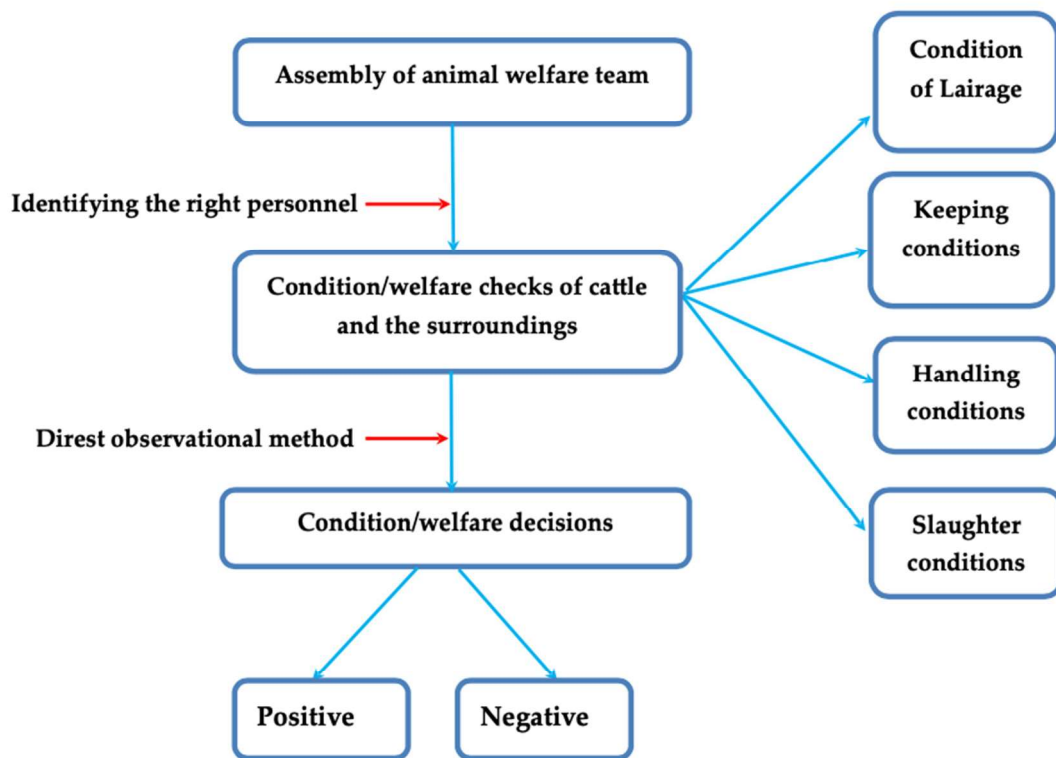 Assembly of animal welfare team
Identifying the right personnel
Condition/welfare checks of cattle
and the surroundings
Direst observational method
Condition/welfare decisions
Positive
Negative
Condition
of Lairage
Keeping
conditions
Handling
conditions
Slaughter
conditions